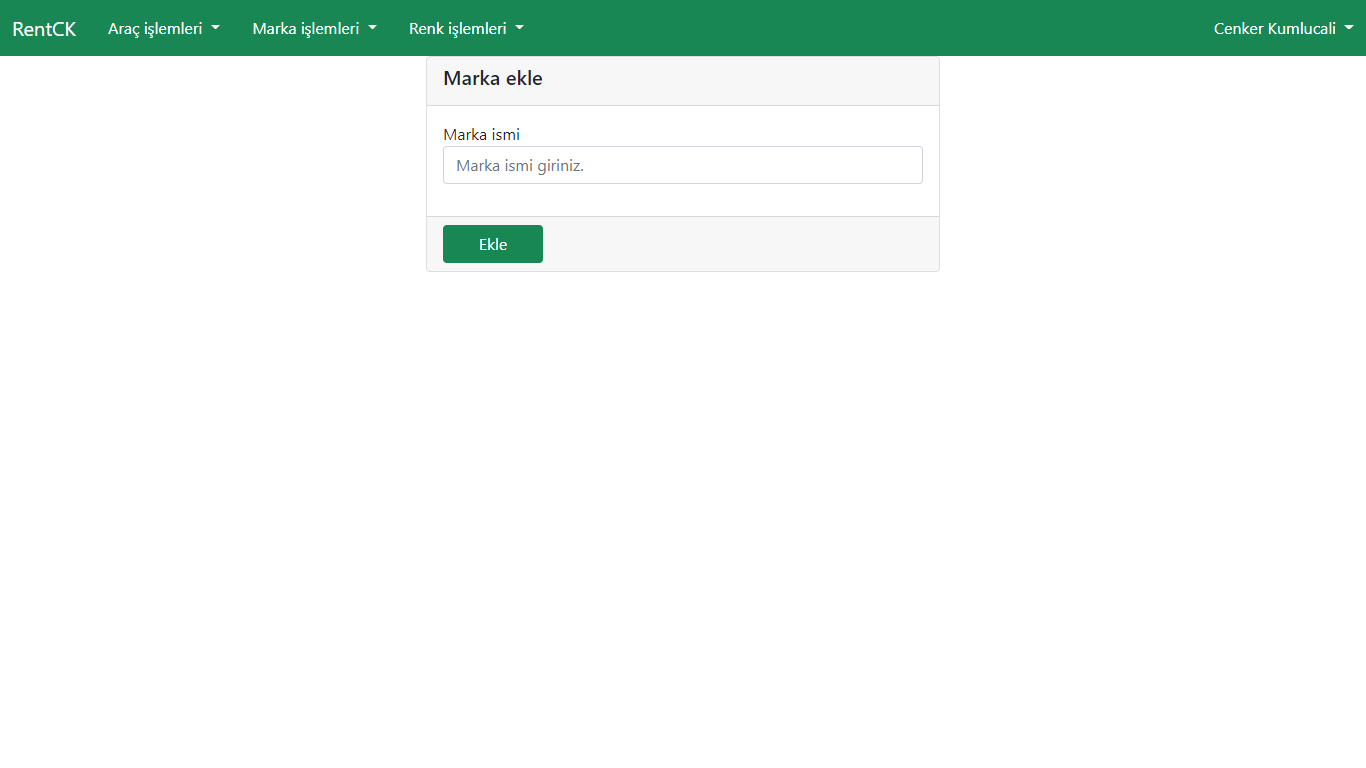 RentCK Araç işlemleri Marka işlemleri Renk işlemleri Cenker Kumlucali
Marka ekle
Marka ismi
Marka ismi giriniz.
Ekle